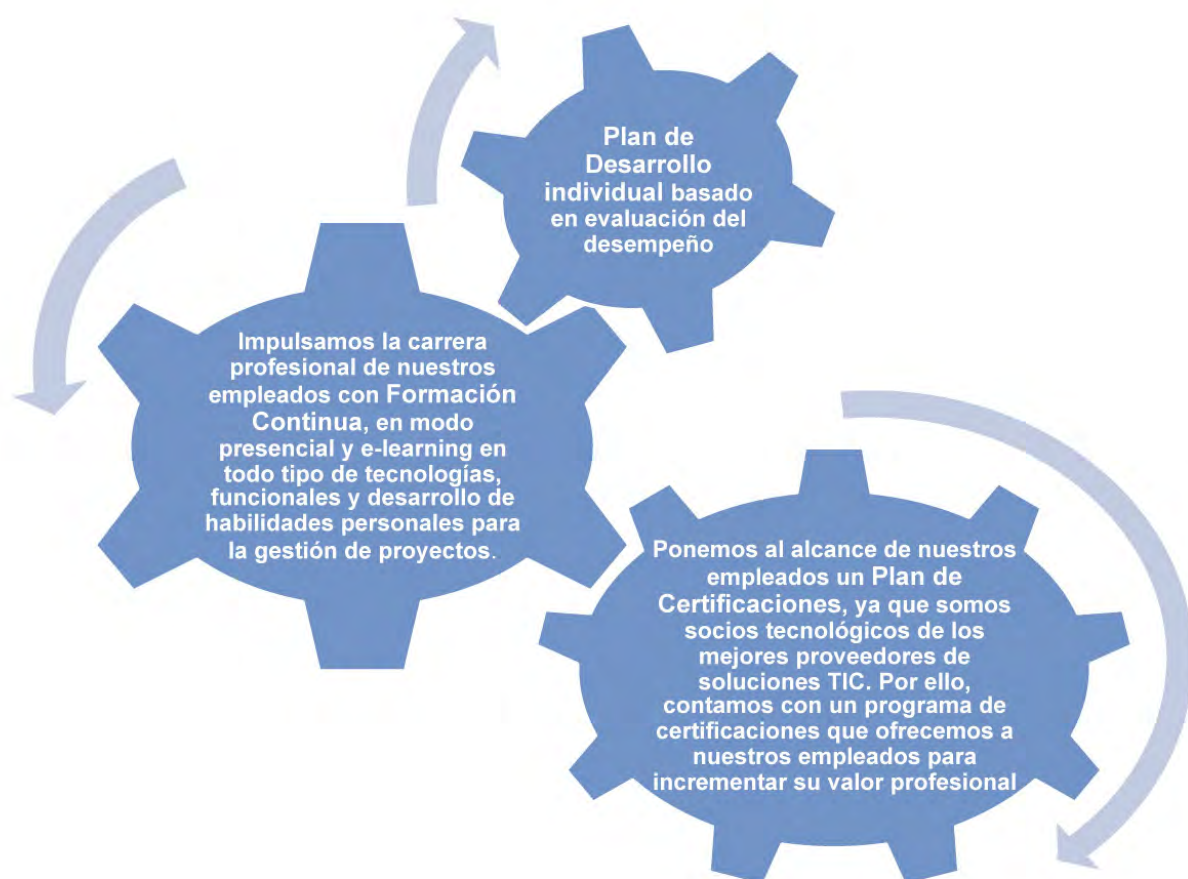 Plan de
Desarrollo
individual basado
en evaluación del
desempeño
Impulsamos la carrera
profesional de nuestros
empleados con Formación
Continua, en modo
presencial y e-learning en
todo tipo de tecnologías,
funcionales y desarrollo de
habilidades personales para
la gestión de proyectos.
Ponemos al alcance de nuestros
empleados un Plan de
Certificaciones, ya que somos
socios tecnológicos de los
mejores proveedores de
soluciones TIC. Por ello,
contamos con un programa de
certificaciones que ofrecemos a
nuestros empleados para
incrementar su valor profesional